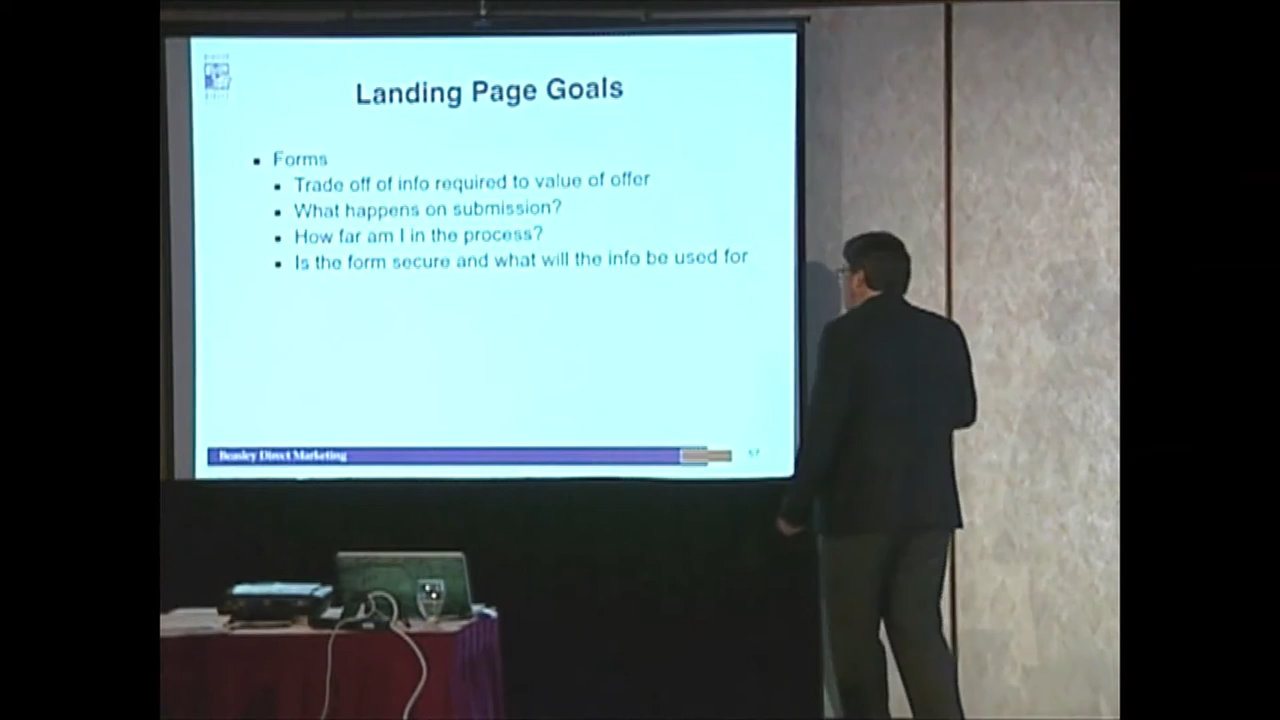 Landing Page Goals
Forms
Trade off of info required to value of offer
What happens on submission?
How far am I in the process?
Is the form secure and what will the info be used for
Beasley Direct Marketing
57